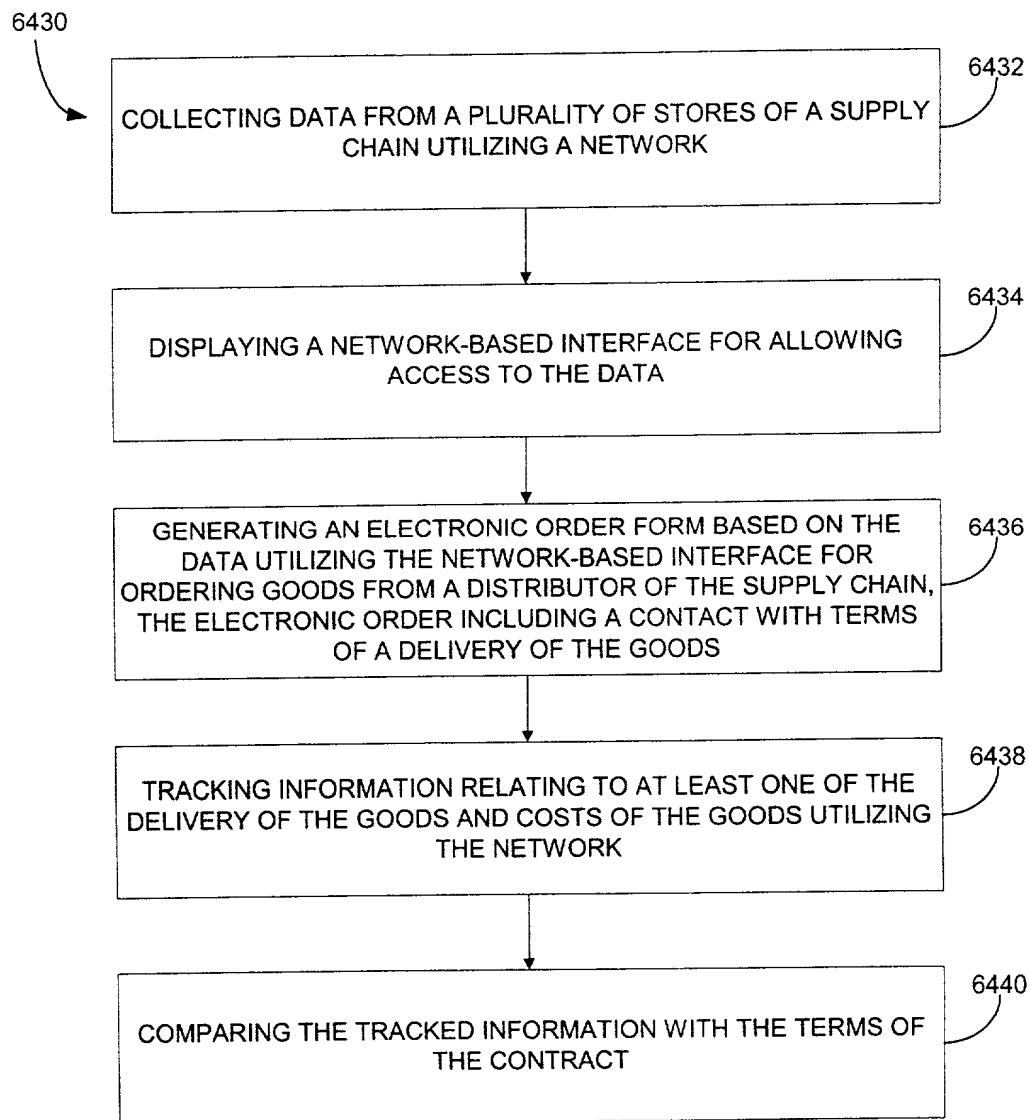 6430
6432
COLLECTING DATA FROM A PLURALITY OF STORES OF A SUPPLY
CHAIN UTILIZING A NETWORK
6434
DISPLAYING A NETWORK-BASED INTERFACE FOR ALLOWING
ACCESS TO THE DATA
GENERATING AN ELECTRONIC ORDER FORM BASED ON THE
DATA UTILIZING THE NETWORK-BASED INTERFACE FOR
ORDERING GOODS FROM A DISTRIBUTOR OF THE SUPPLY CHAIN,
THE ELECTRONIC ORDER INCLUDING A CONTACT WITH TERMS
OF A DELIVERY OF THE GOODS
6436
TRACKING INFORMATION RELATING TO AT LEAST ONE OF THE
DELIVERY OF THE GOODS AND COSTS OF THE GOODS UTILIZING
THE NETWORK
6438
6440
COMPARING THE TRACKED INFORMATION WITH THE TERMS OF
THE CONTRACT